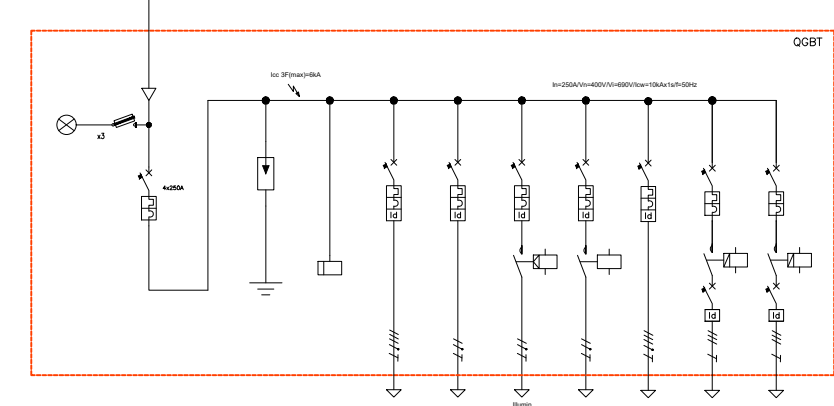 QGBT
Icc 3F(max)=6kA
In=250A/Vn=400V/Vi=690V/Icw=10kAx1s/f=50Hz
x3
4x250A
Id
Id
Id
Id
Id
Id
Id
Illumin